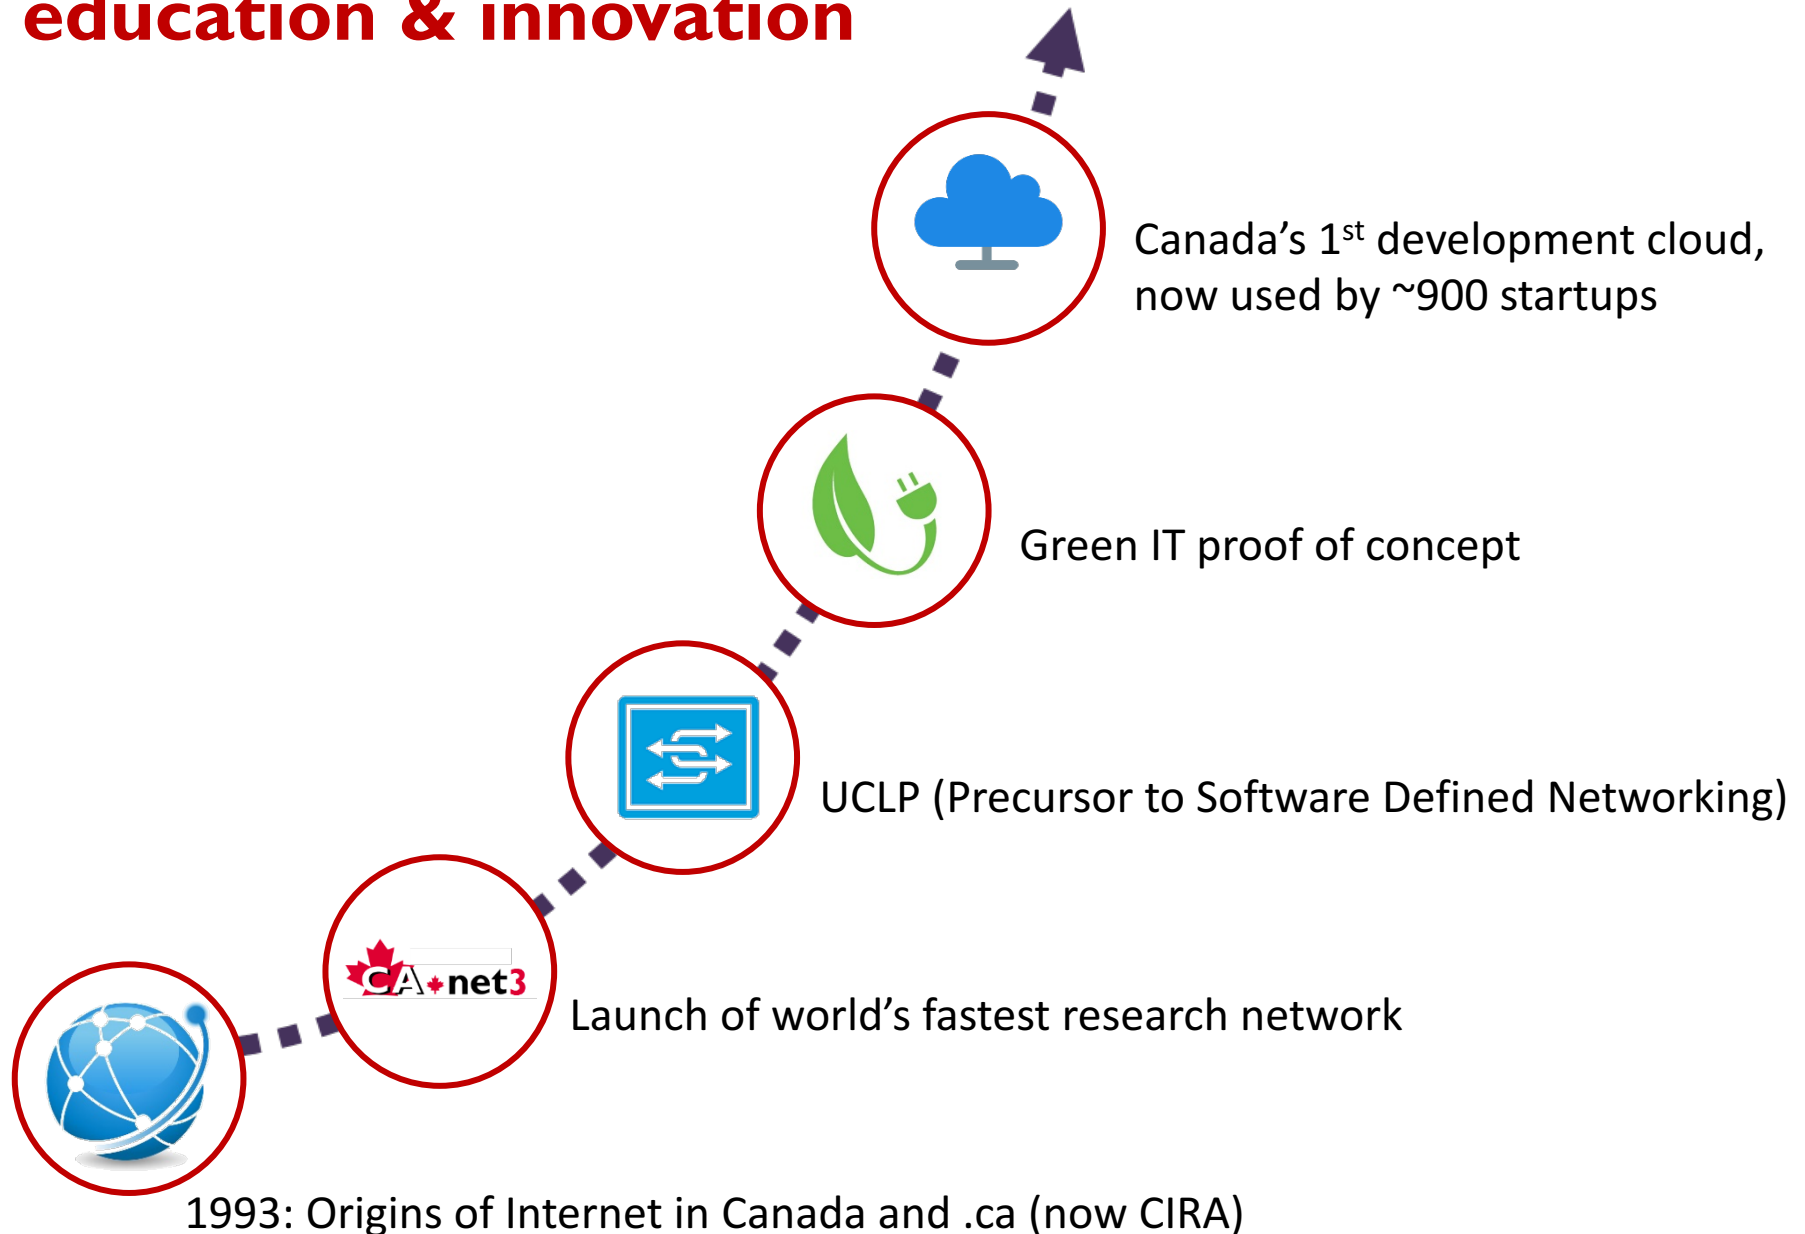 education & innovation
Canada’s 1st development cloud,
now used by ~900 startups
Green IT proof of concept
UCLP (Precursor to Software Defined Networking)
CA net3
Launch of world’s fastest research network
1993: Origins of Internet in Canada and .ca (now CIRA)